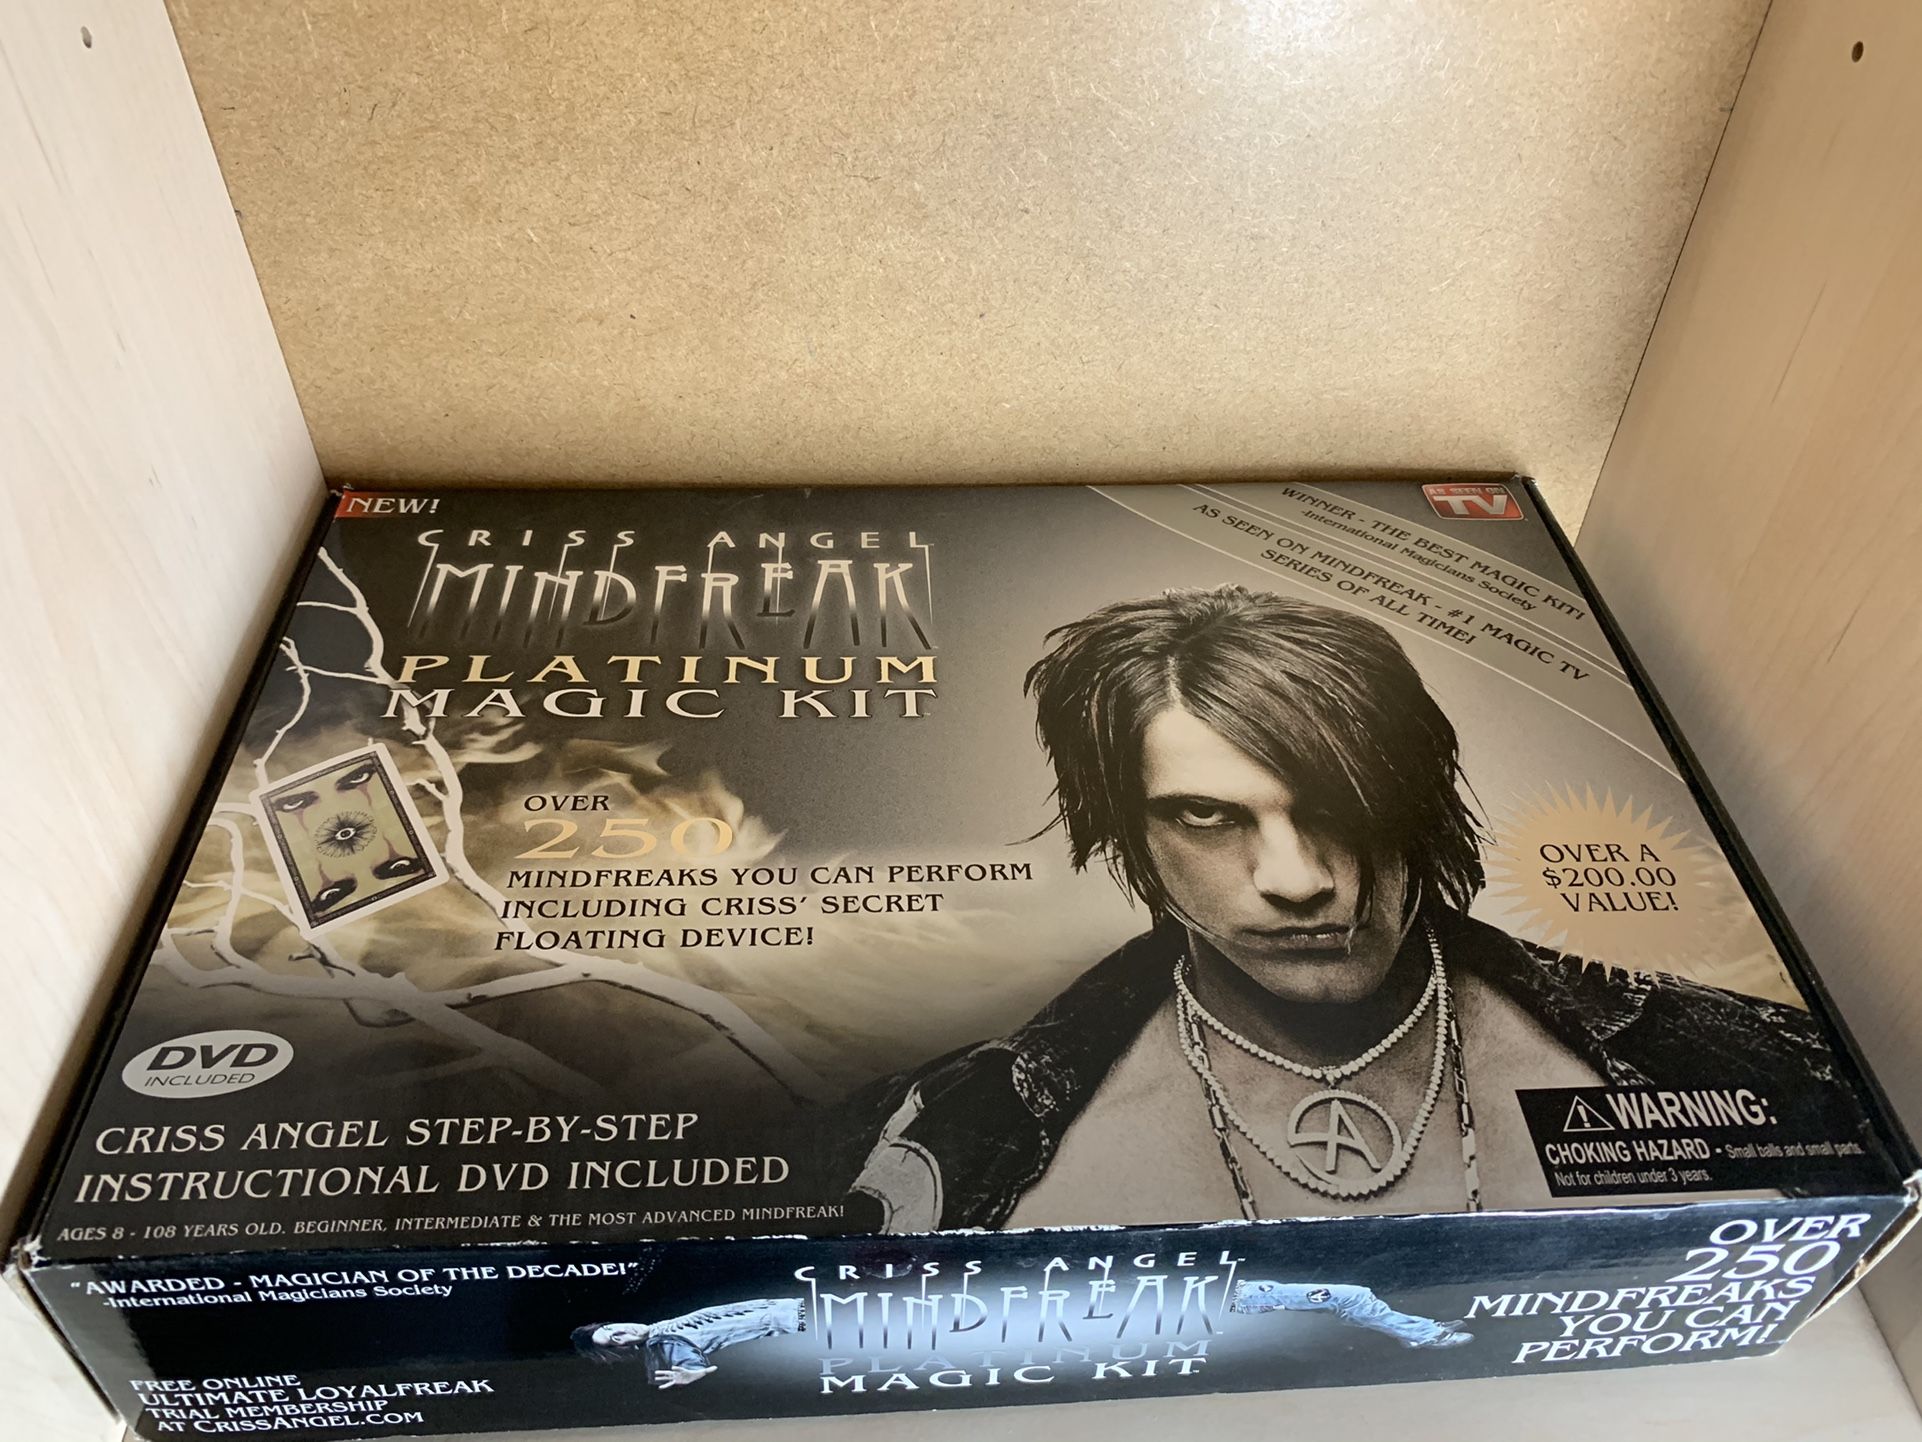 NEW!
CRISS ANGEL
MINDFREAK
PLATINUM
MAGIC KIT
WINNER - THE BEST MAGIC KIT!
-International Magicians Society
AS SEEN ON MINDFREAK - #1 MAGIC TV
SERIES OF ALL TIME!
AS SEEN ON
TV
OVER
250
MINDFREAKS YOU CAN PERFORM
INCLUDING CRISS' SECRET
FLOATING DEVICE!
OVER A
$200.00
VALUE!
DVD
INCLUDED
CRISS ANGEL STEP-BY-STEP
INSTRUCTIONAL DVD INCLUDED
AGES 8 - 108 YEARS OLD. BEGINNER, INTERMEDIATE & THE MOST ADVANCED MINDFREAK!
WARNING:
CHOKING HAZARD - Small balls and small parts.
Not for children under 3 years.
"AWARDED - MAGICIAN OF THE DECADE!"
-International Magicians Society
FREE ONLINE
ULTIMATE LOYALFREAK
TRIAL MEMBERSHIP
AT CRISSANGEL.COM
CRISS ANGEL
MINDFREAK
PLATINUM
MAGIC KIT
OVER
250
MINDFREAKS
YOU CAN
PERFORM!